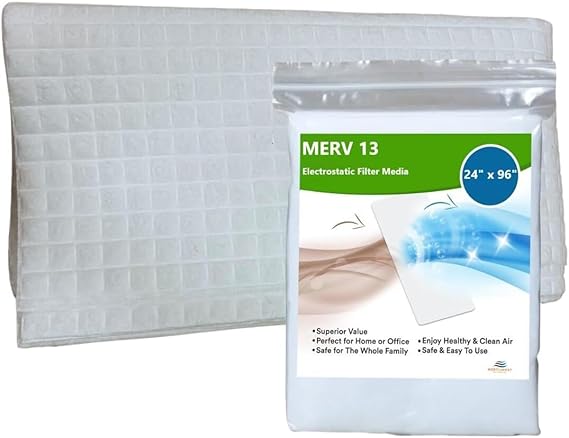 MERV 13
Electrostatic Filter Media
24" x 96"
•Superior Value
•Perfect for Home or Office
•Safe for The Whole Family
•Enjoy Healthy & Clean Air
•Safe & Easy To Use